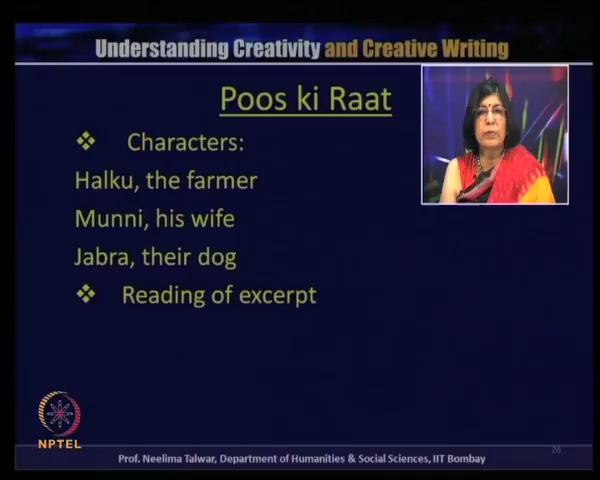 Understanding Creativity and Creative Writing
Poos ki Raat
❖ Characters:
Halku, the farmer
Munni, his wife
Jabra, their dog
❖ Reading of excerpt
NPTEL
26
Prof. Neelima Talwar, Department of Humanities & Social Sciences, IIT Bombay